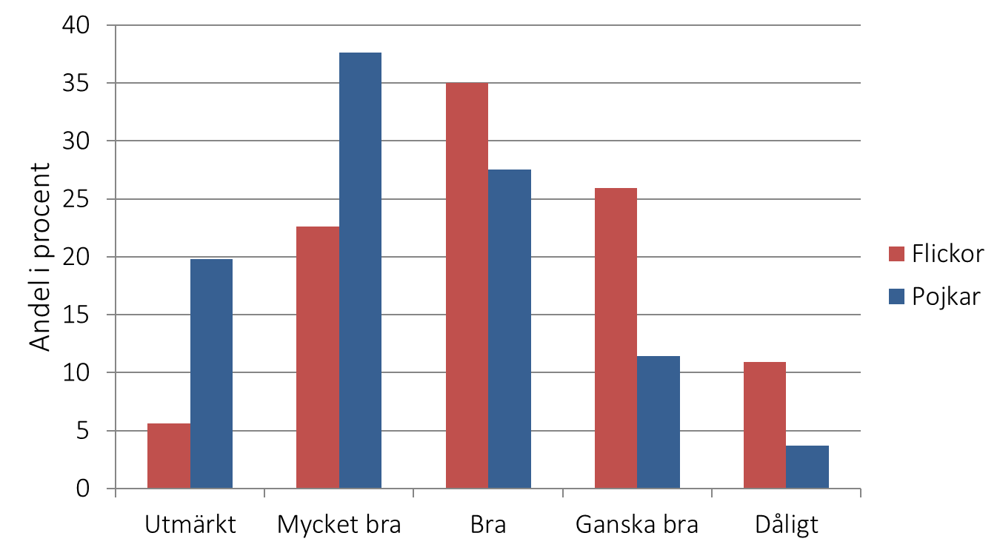 40
35
30
25
20
15
10
5
0
Andel i procent
Utmärkt
Mycket bra
Bra
Ganska bra
Dåligt
Flickor
Pojkar